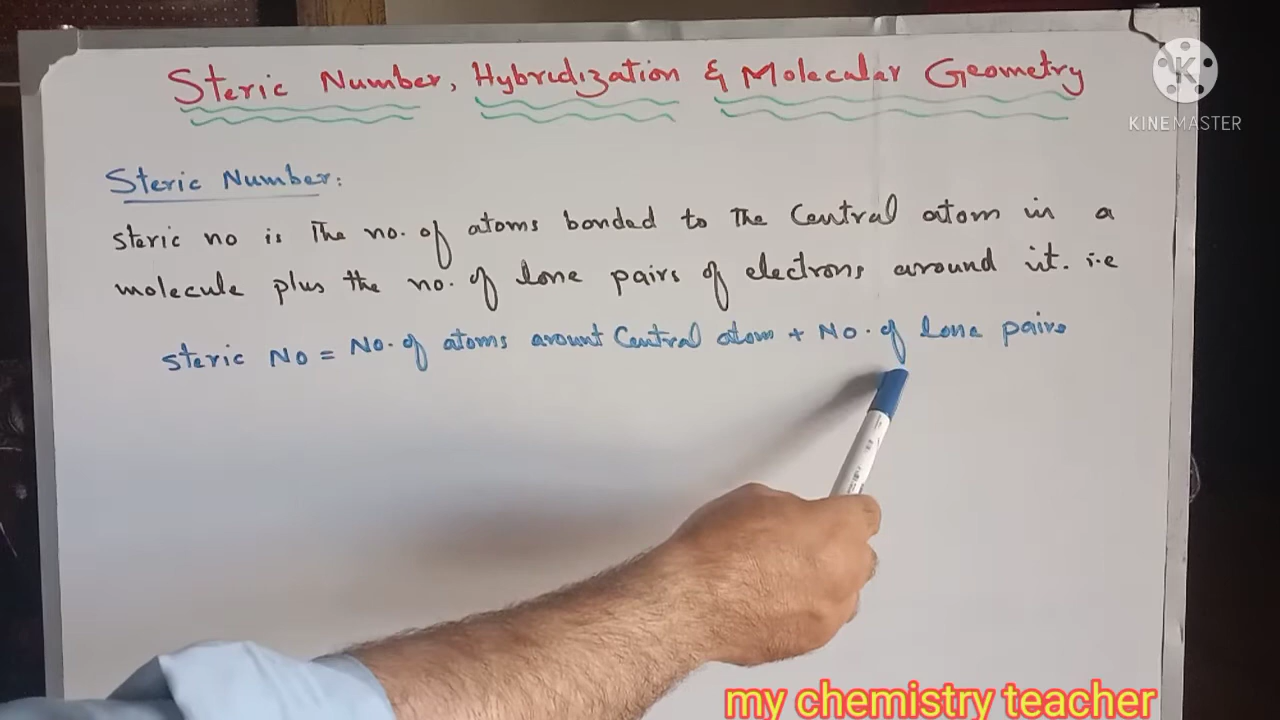 Steric Number, Hybridization & Molecular Geometry
KINEMASTER
Steric Number:
steric no is The no. of atoms bonded to The Central atom in a
molecule plus the no. of lone pairs of electrons around it. i.e
steric No = No. of atoms arount Central atom + No. of lone pairs
my chemistry teacher